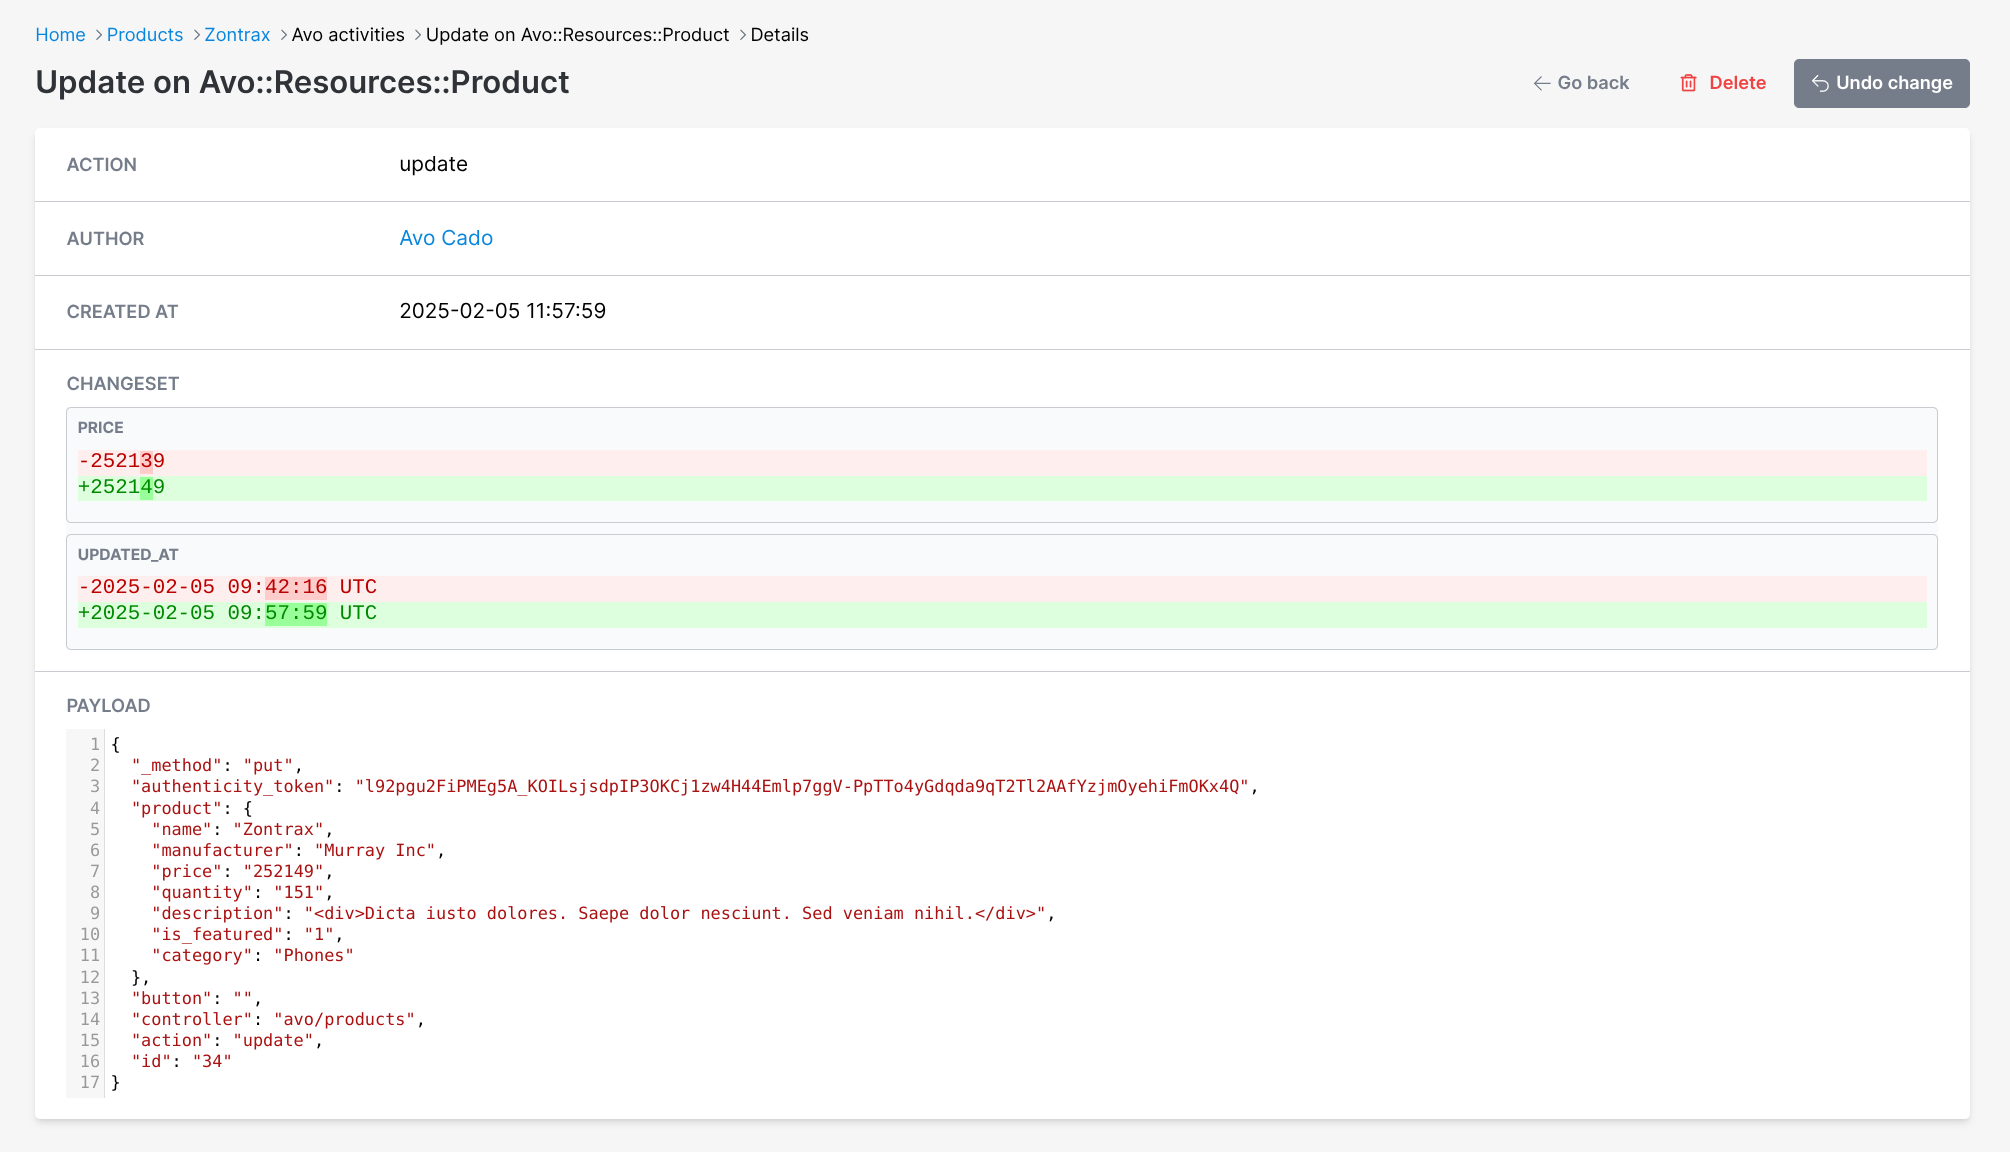 Home > Products > Zontrax > Avo activities > Update on Avo::Resources::Product > Details
Update on Avo::Resources::Product
← Go back
Delete
Undo change
ACTION update
AUTHOR Avo Cado
CREATED AT 2025-02-05 11:57:59
CHANGESET
PRICE
-252139
+252149
UPDATED_AT
-2025-02-05 09:42:16 UTC
+2025-02-05 09:57:59 UTC
PAYLOAD
1 {
2   "_method": "put",
3   "authenticity_token": "l92pgu2FiPMEg5A_KOILsjsdpIP3OKCj1zw4H44Emlp7ggV-PpTTo4yGdqda9qT2Tl2AAfYzjmOyehiFmOKx4Q",
4   "product": {
5     "name": "Zontrax",
6     "manufacturer": "Murray Inc",
7     "price": "252149",
8     "quantity": "151",
9     "description": "<div>Dicta iusto dolores. Saepe dolor nesciunt. Sed veniam nihil.</div>",
10     "is_featured": "1",
11     "category": "Phones"
12   },
13   "button": "",
14   "controller": "avo/products",
15   "action": "update",
16   "id": "34"
17 }